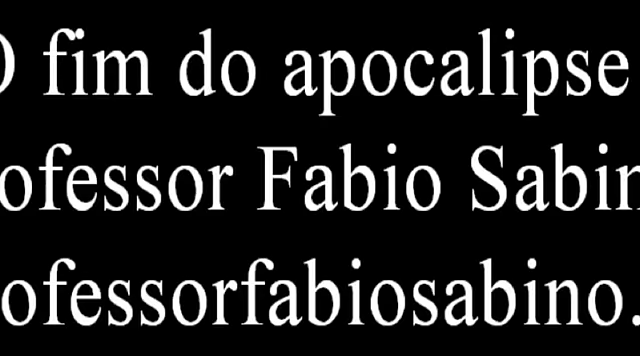 O fim do apocalipse
ofessor Fabio Sabin
ofessorfabiosabino.